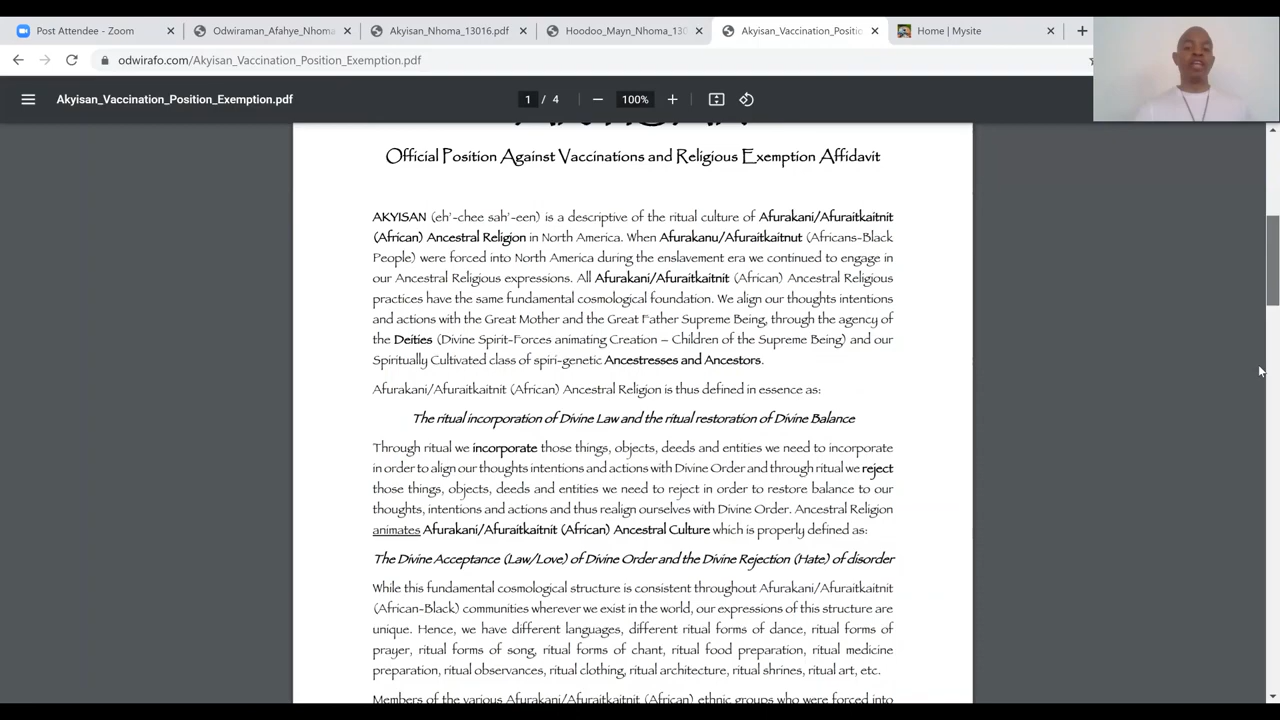 Post Attendee - Zoom
Odwiraman_Afahye_Nhoma
Akyisan_Nhoma_13016.pdf
Hoodoo_Mayn_Nhoma_130
Akyisan_Vaccination_Positi
Home | Mysite
odwirafo.com/Akyisan_Vaccination_Position_Exemption.pdf
Akyisan_Vaccination_Position_Exemption.pdf
1 / 4
100%
Official Position Against Vaccinations and Religious Exemption Affidavit
AKYISAN (eh'-chee sah'-een) is a descriptive of the ritual culture of Afurakani/Afuraitkaitnit
(African) Ancestral Religion in North America. When Afurakanu/Afuraitkaitnut (Africans-Black
People) were forced into North America during the enslavement era we continued to engage in
our Ancestral Religious expressions. All Afurakani/Afuraitkaitnit (African) Ancestral Religious
practices have the same fundamental cosmological foundation. We align our thoughts intentions
and actions with the Great Mother and the Great Father Supreme Being, through the agency of
the Deities (Divine Spirit-Forces animating Creation – Children of the Supreme Being) and our
Spiritually Cultivated class of spiri-genetic Ancestresses and Ancestors.
Afurakani/Afuraitkaitnit (African) Ancestral Religion is thus defined in essence as:
The ritual incorporation of Divine Law and the ritual restoration of Divine Balance
Through ritual we incorporate those things, objects, deeds and entities we need to incorporate
in order to align our thoughts intentions and actions with Divine Order and through ritual we reject
those things, objects, deeds and entities we need to reject in order to restore balance to our
thoughts, intentions and actions and thus realign ourselves with Divine Order. Ancestral Religion
animates Afurakani/Afuraitkaitnit (African) Ancestral Culture which is properly defined as:
The Divine Acceptance (Law/Love) of Divine Order and the Divine Rejection (Hate) of disorder
While this fundamental cosmological structure is consistent throughout Afurakani/Afuraitkaitnit
(African-Black) communities wherever we exist in the world, our expressions of this structure are
unique. Hence, we have different languages, different ritual forms of dance, ritual forms of
prayer, ritual forms of song, ritual forms of chant, ritual food preparation, ritual medicine
preparation, ritual observances, ritual clothing, ritual architecture, ritual shrines, ritual art, etc.
Members of the various Afurakani/Afuraitkaitnit (African) ethnic groups who were forced into